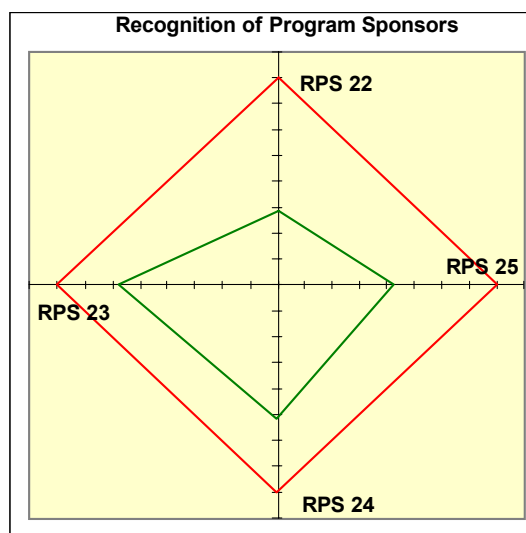 Recognition of Program Sponsors
RPS 22
RPS 25
RPS 23
RPS 24